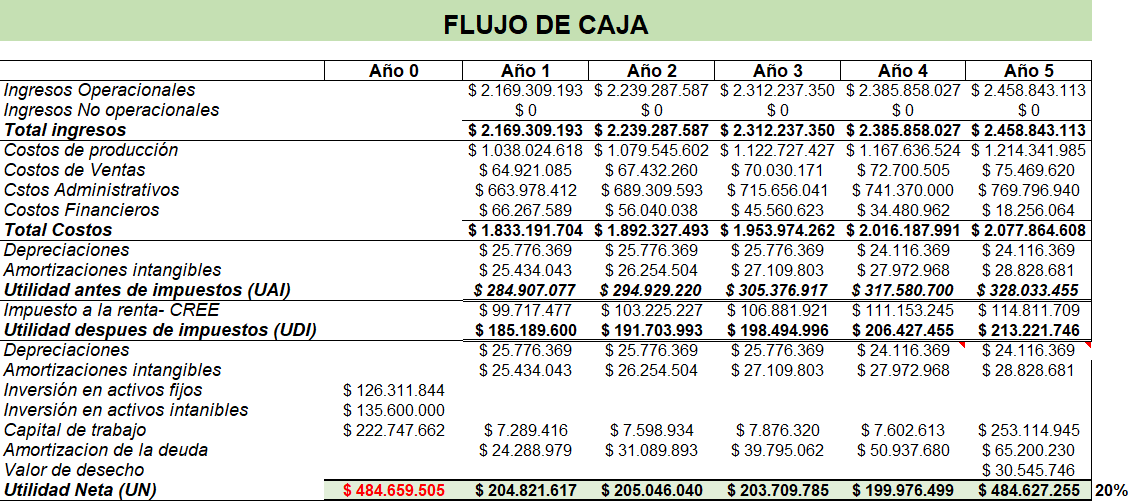 FLUJO DE CAJA
Año 0 Año 1 Año 2 Año 3 Año 4 Año 5
Ingresos Operacionales $ 2.169.309.193 $ 2.239.287.587 $ 2.312.237.350 $ 2.385.858.027 $ 2.458.843.113
Ingresos No operacionales $ 0 $ 0 $ 0 $ 0 $ 0
Total ingresos $ 2.169.309.193 $ 2.239.287.587 $ 2.312.237.350 $ 2.385.858.027 $ 2.458.843.113
Costos de producción $ 1.038.024.618 $ 1.079.545.602 $ 1.122.727.427 $ 1.167.636.524 $ 1.214.341.985
Costos de Ventas $ 64.921.085 $ 67.432.260 $ 70.030.171 $ 72.700.505 $ 75.469.620
Cstos Administrativos $ 663.978.412 $ 689.309.593 $ 715.656.041 $ 741.370.000 $ 769.796.940
Costos Financieros $ 66.267.589 $ 56.040.038 $ 45.560.623 $ 34.480.962 $ 18.256.064
Total Costos $ 1.833.191.704 $ 1.892.327.493 $ 1.953.974.262 $ 2.016.187.991 $ 2.077.864.608
Depreciaciones $ 25.776.369 $ 25.776.369 $ 25.776.369 $ 24.116.369 $ 24.116.369
Amortizaciones intangibles $ 25.434.043 $ 26.254.504 $ 27.109.803 $ 27.972.968 $ 28.828.681
Utilidad antes de impuestos (UAI) $ 284.907.077 $ 294.929.220 $ 305.376.917 $ 317.580.700 $ 328.033.455
Impuesto a la renta- CREE $ 99.717.477 $ 103.225.227 $ 106.881.921 $ 111.153.245 $ 114.811.709
Utilidad despues de impuestos (UDI) $ 185.189.600 $ 191.703.993 $ 198.494.996 $ 206.427.455 $ 213.221.746
Depreciaciones $ 25.776.369 $ 25.776.369 $ 25.776.369 $ 24.116.369 $ 24.116.369
Amortizaciones intangibles $ 25.434.043 $ 26.254.504 $ 27.109.803 $ 27.972.968 $ 28.828.681
Inversión en activos fijos $ 126.311.844
Inversión en activos intanibles $ 135.600.000
Capital de trabajo $ 222.747.662 $ 7.289.416 $ 7.598.934 $ 7.876.320 $ 7.602.613 $ 253.114.945
Amortizacion de la deuda $ 24.288.979 $ 31.089.893 $ 39.795.062 $ 50.937.680 $ 65.200.230
Valor de desecho $ 30.545.746
Utilidad Neta (UN) $ 484.659.505 $ 204.821.617 $ 205.046.040 $ 203.709.785 $ 199.976.499 $ 484.627.255 20%